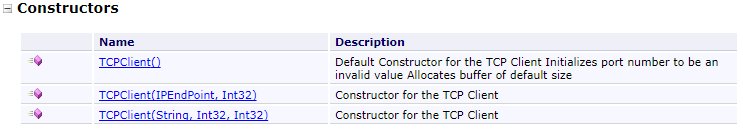 Constructors
Name Description
TCPClient() Default Constructor for the TCP Client Initializes port number to be an
invalid value Allocates buffer of default size
TCPClient(IPEndPoint, Int32) Constructor for the TCP Client
TCPClient(String, Int32, Int32) Constructor for the TCP Client